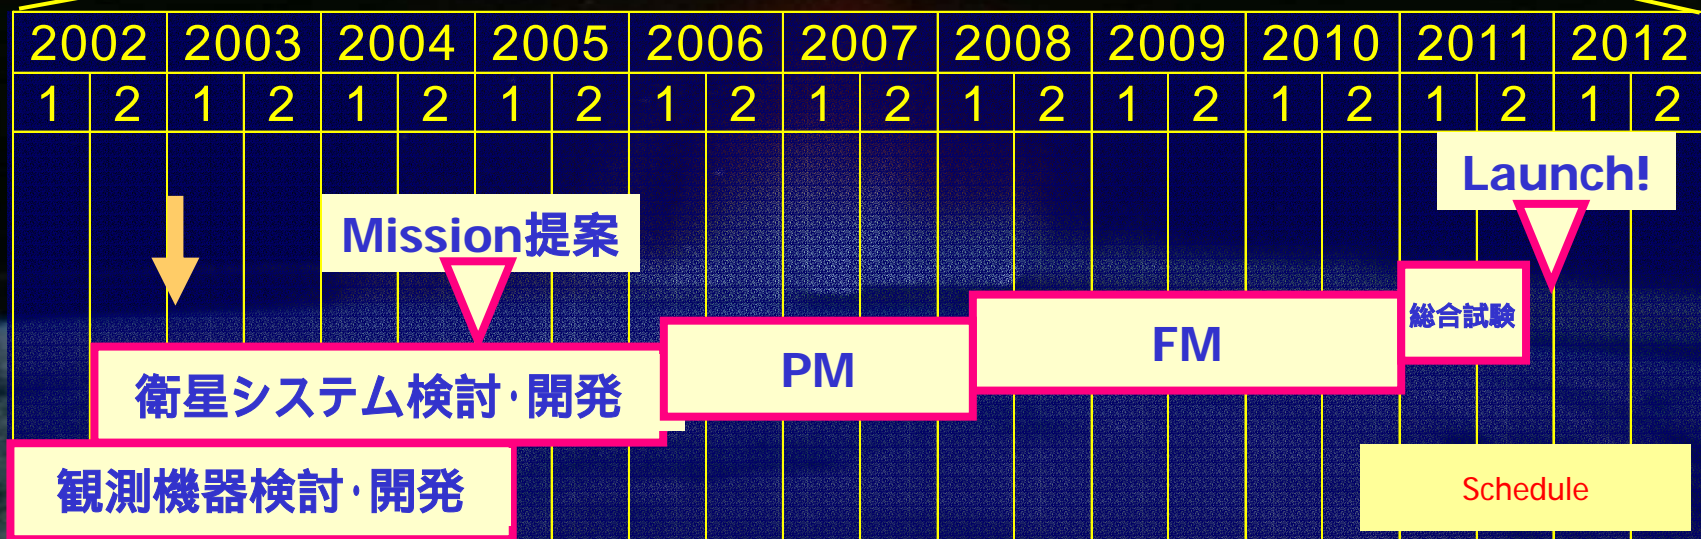 2002 2003 2004 2005 2006 2007 2008 2009 2010 2011 2012
1 2 1 2 1 2 1 2 1 2 1 2 1 2 1 2 1 2 1 2 1 2
Launch!
Mission提案
総合試験
FM
PM
衛星システム検討・開発
観測機器検討・開発
Schedule